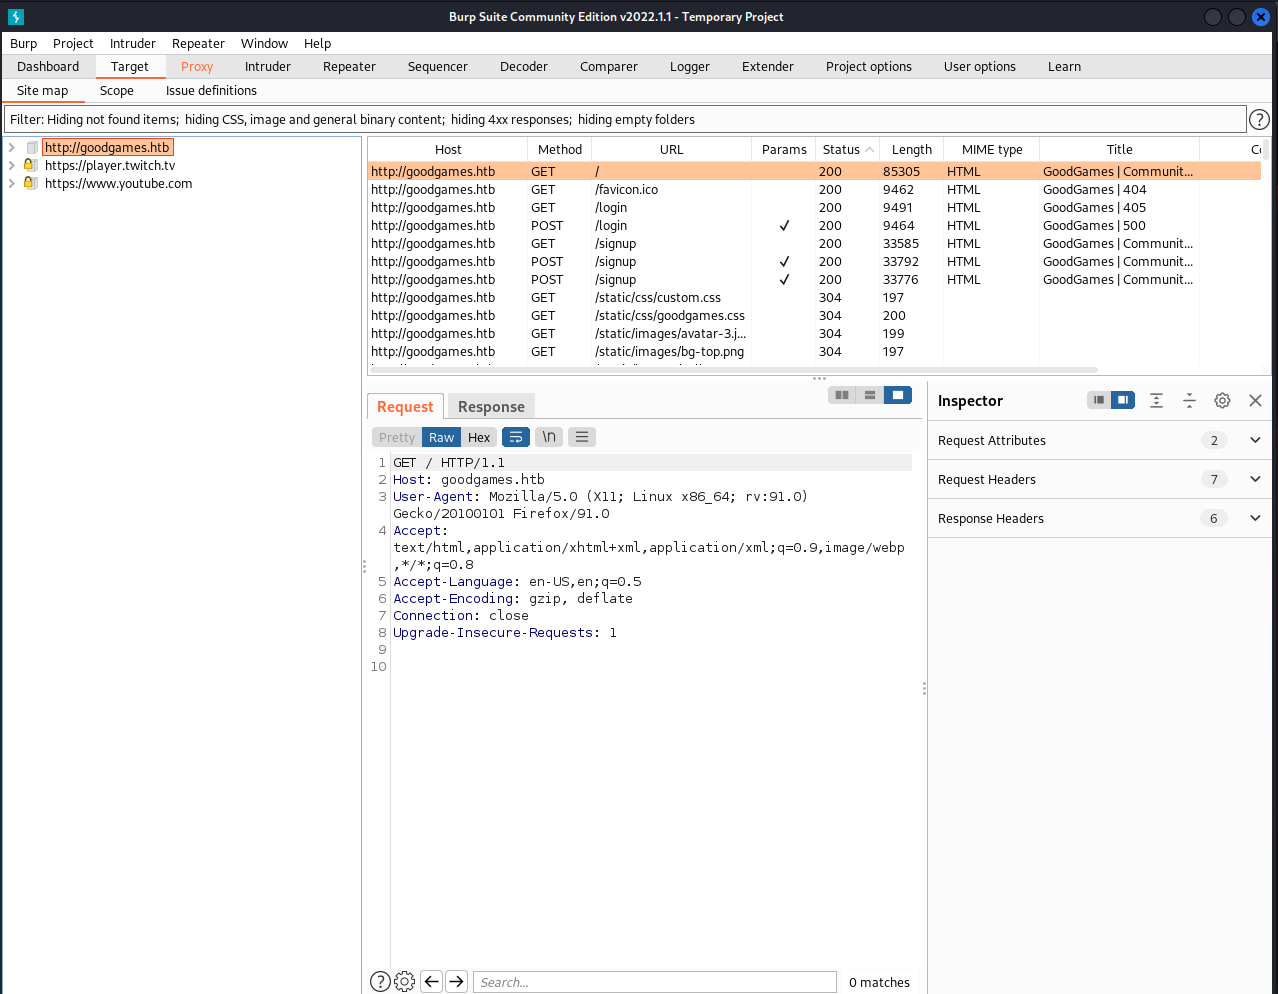 Burp Suite Community Edition v2022.1.1 - Temporary Project
Burp Project Intruder Repeater Window Help
Dashboard Target Proxy Intruder Repeater Sequencer Decoder Comparer Logger Extender Project options User options Learn
Site map Scope Issue definitions
Filter: Hiding not found items; hiding CSS, image and general binary content; hiding 4xx responses; hiding empty folders ?
http://goodgames.htb
https://player.twitch.tv
https://www.youtube.com
Host Method URL Params Status Length MIME type Title
http://goodgames.htb GET / 200 85305 HTML GoodGames | Communit...
http://goodgames.htb GET /favicon.ico 200 9462 HTML GoodGames | 404
http://goodgames.htb GET /login 200 9491 HTML GoodGames | 405
http://goodgames.htb POST /login ✓ 200 9464 HTML GoodGames | 500
http://goodgames.htb GET /signup 200 33585 HTML GoodGames | Communit...
http://goodgames.htb POST /signup ✓ 200 33792 HTML GoodGames | Communit...
http://goodgames.htb POST /signup ✓ 200 33776 HTML GoodGames | Communit...
http://goodgames.htb GET /static/css/custom.css 304 197
http://goodgames.htb GET /static/css/goodgames.css 304 200
http://goodgames.htb GET /static/images/avatar-3.j... 304 199
http://goodgames.htb GET /static/images/bg-top.png 304 197
Request Response
Pretty Raw Hex \n
1 GET / HTTP/1.1
2 Host: goodgames.htb
3 User-Agent: Mozilla/5.0 (X11; Linux x86_64; rv:91.0)
Gecko/20100101 Firefox/91.0
4 Accept:
text/html,application/xhtml+xml,application/xml;q=0.9,image/webp
,*/*;q=0.8
5 Accept-Language: en-US,en;q=0.5
6 Accept-Encoding: gzip, deflate
7 Connection: close
8 Upgrade-Insecure-Requests: 1
9
10
? Search... 0 matches
Inspector
Request Attributes 2
Request Headers 7
Response Headers 6